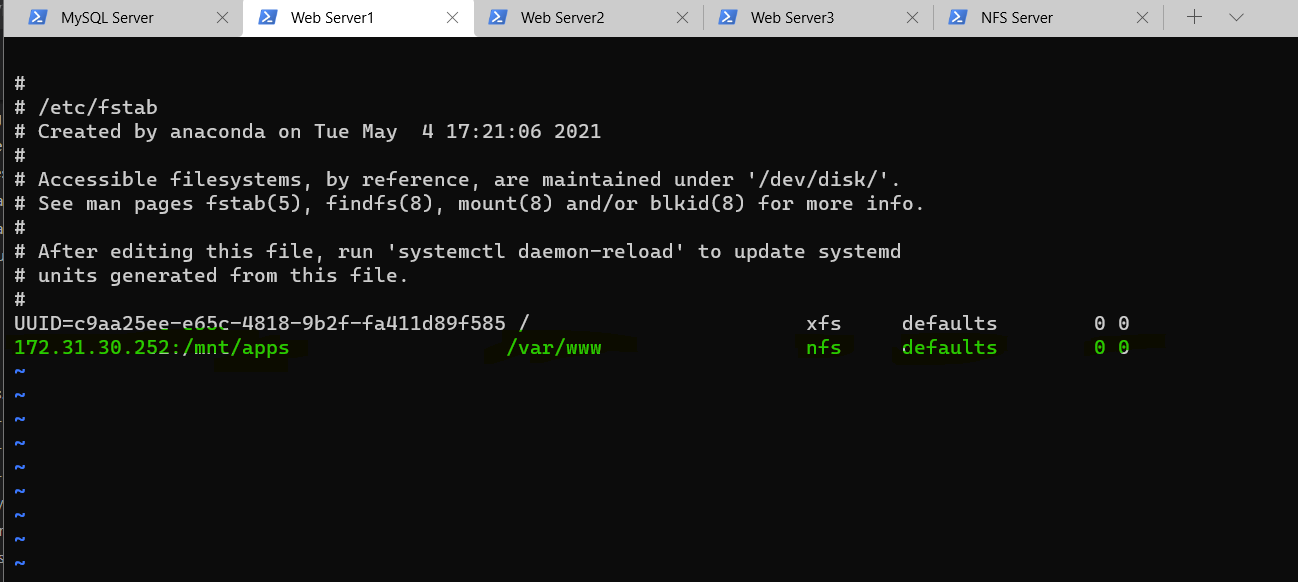 MySQL Server Web Server1 Web Server2 Web Server3 NFS Server
#
# /etc/fstab
# Created by anaconda on Tue May  4 17:21:06 2021
#
# Accessible filesystems, by reference, are maintained under '/dev/disk/'.
# See man pages fstab(5), findfs(8), mount(8) and/or blkid(8) for more info.
#
# After editing this file, run 'systemctl daemon-reload' to update systemd
# units generated from this file.
#
UUID=c9aa25ee-e65c-4818-9b2f-fa411d89f585 / xfs defaults 0 0
172.31.30.252:/mnt/apps /var/www nfs defaults 0 0
~
~
~
~
~
~
~
~
~